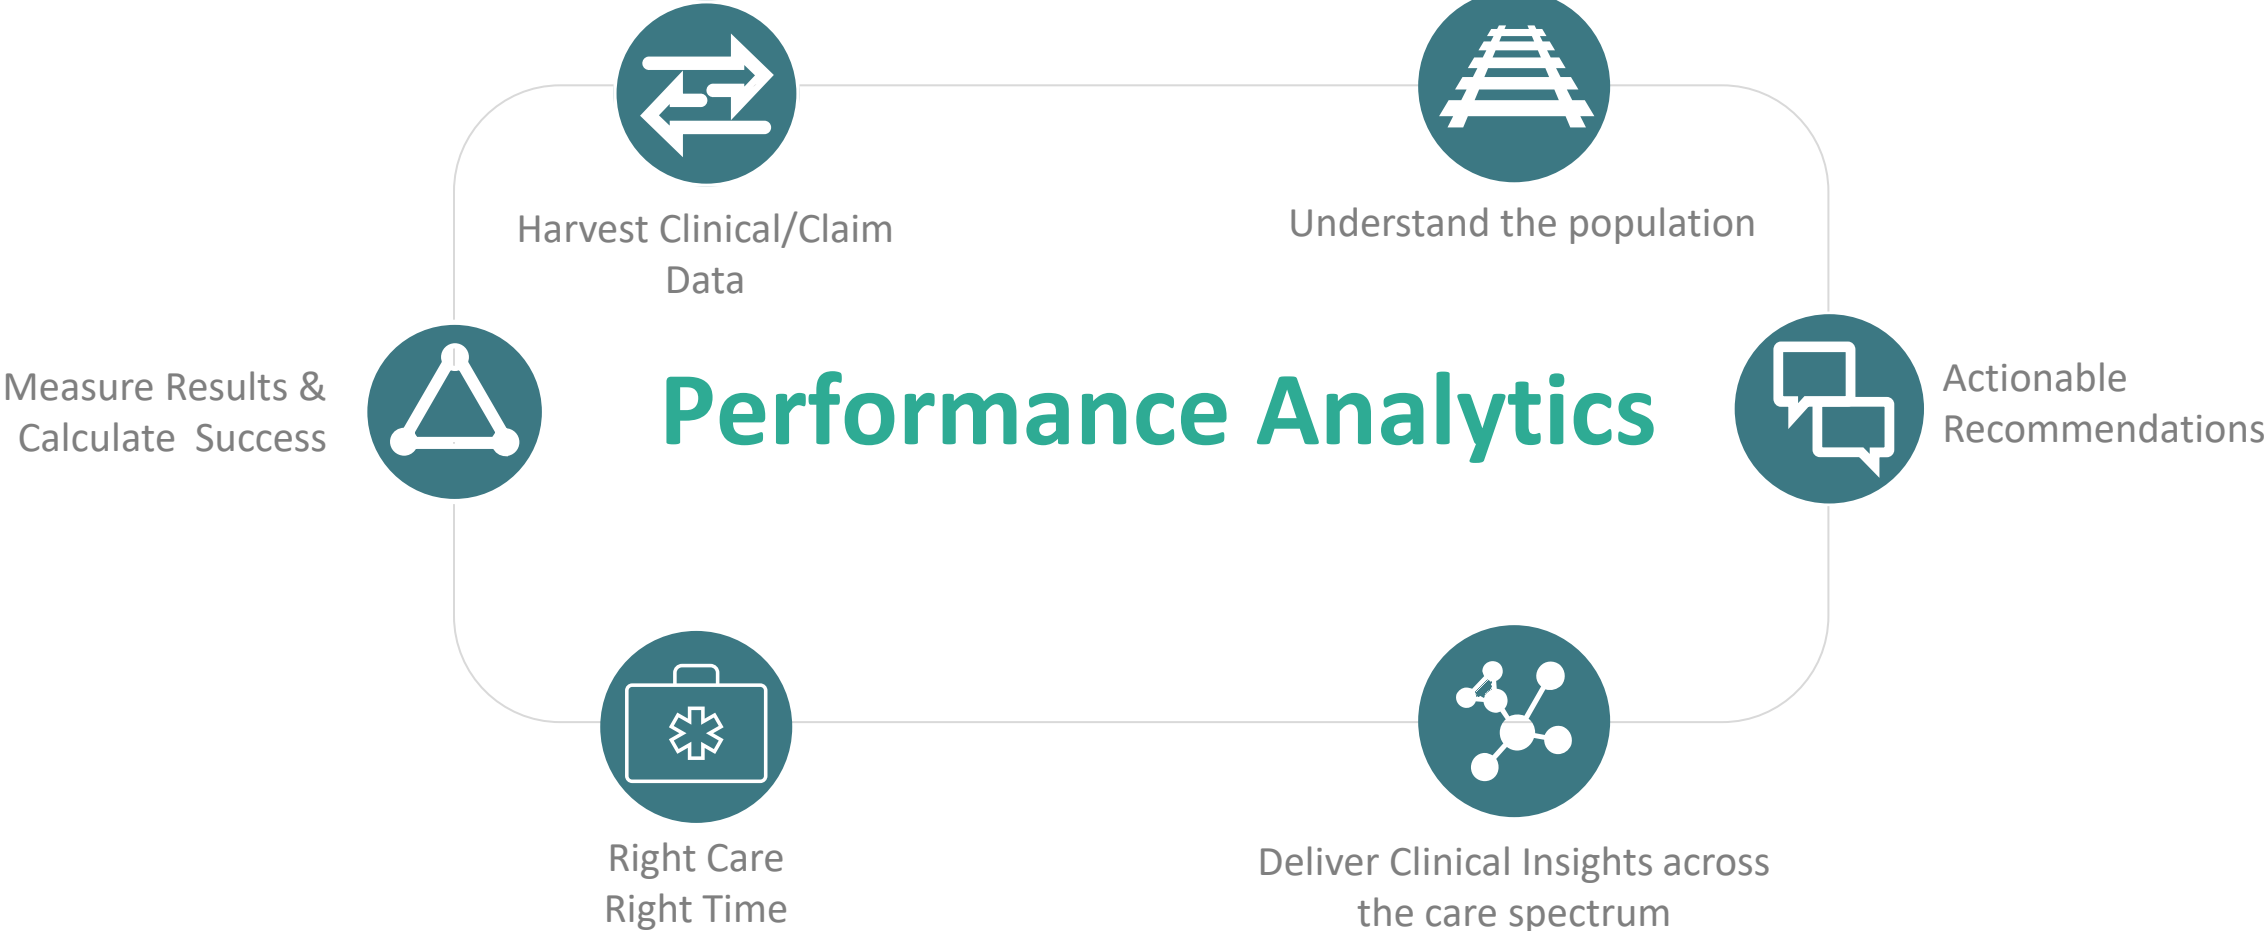 Harvest Clinical/Claim
Data
Understand the population
Measure Results &
Calculate  Success
Performance Analytics
Actionable
Recommendations
Right Care
Right Time
Deliver Clinical Insights across
the care spectrum